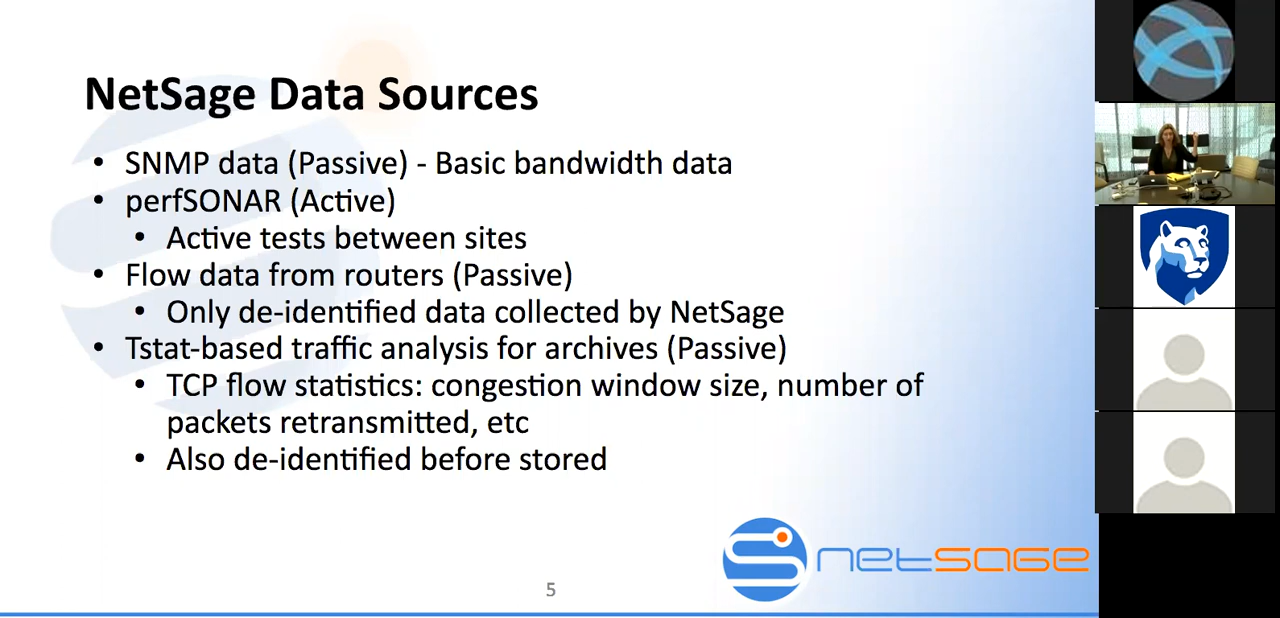 NetSage Data Sources
• SNMP data (Passive) - Basic bandwidth data
• perfSONAR (Active)
• Active tests between sites
• Flow data from routers (Passive)
• Only de-identified data collected by NetSage
• Tstat-based traffic analysis for archives (Passive)
• TCP flow statistics: congestion window size, number of
packets retransmitted, etc
• Also de-identified before stored
netsage
5